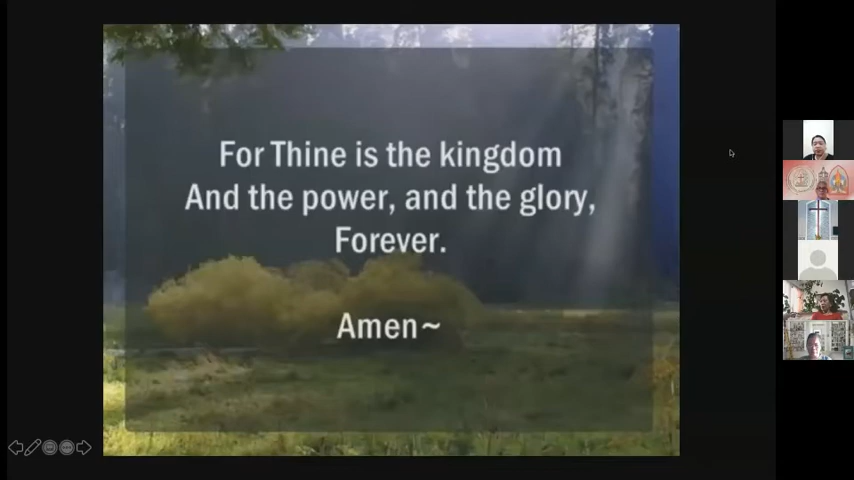 For Thine is the kingdom
And the power, and the glory,
Forever.
Amen~